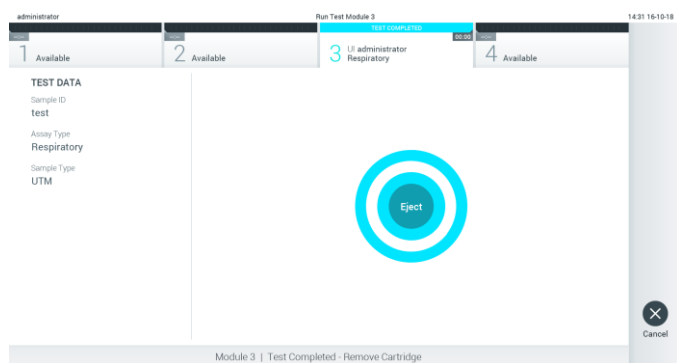 administrator
Run Test Module 3
14:31 16-10-18
TEST COMPLETED
--:--
00:00
--:--
1 Available
2 Available
3 UI administrator
Respiratory
4 Available
TEST DATA
Sample ID
test
Assay Type
Respiratory
Sample Type
UTM
Eject
Cancel
Module 3 | Test Completed - Remove Cartridge